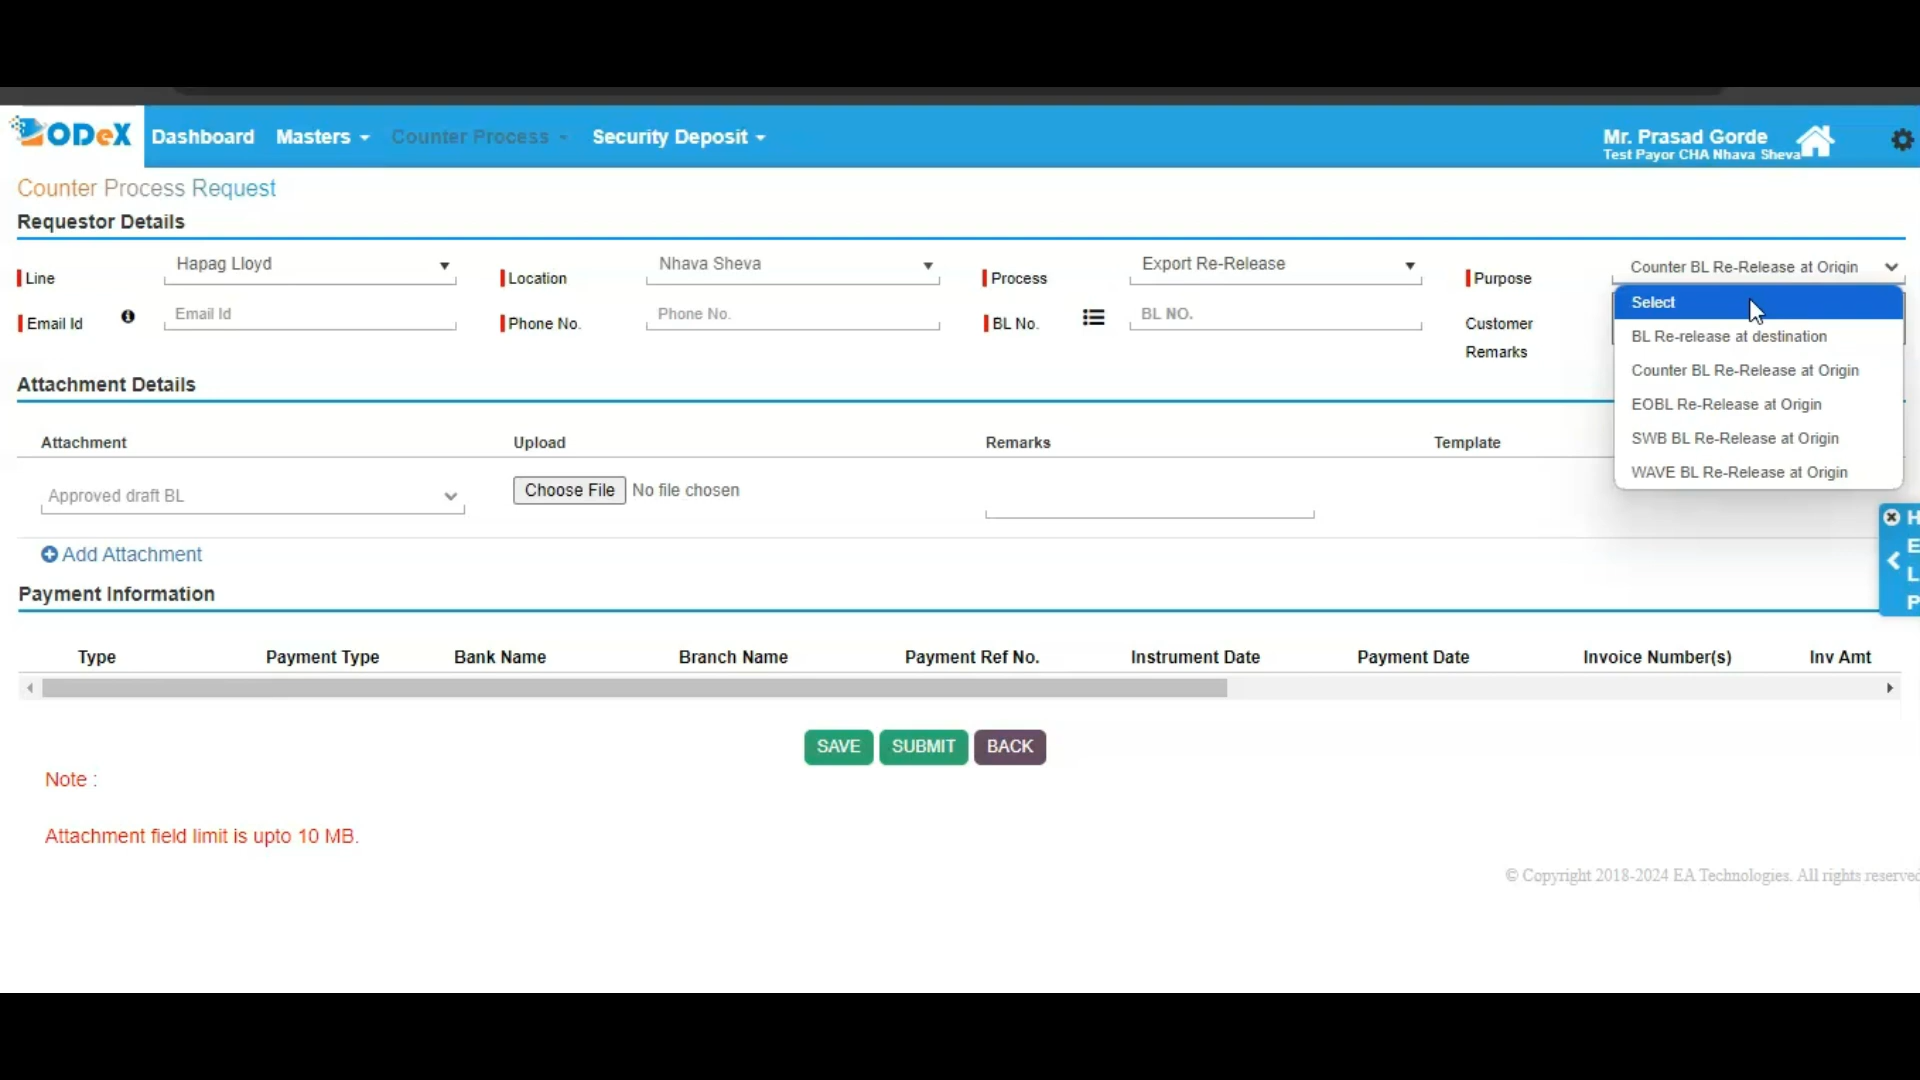 ODeX Dashboard Masters Counter Process Security Deposit Mr. Prasad Gorde
Test Payor CHA Nhava Sheva
Counter Process Request
Requestor Details
Line Hapag Lloyd Location Nhava Sheva Process Export Re-Release Purpose Counter BL Re-Release at Origin
Email Id Email Id Phone No. Phone No. BL No. BL NO. Customer Remarks
Select
BL Re-release at destination
Counter BL Re-Release at Origin
EOBL Re-Release at Origin
SWB BL Re-Release at Origin
WAVE BL Re-Release at Origin
Attachment Details
Attachment Upload Remarks Template
Approved draft BL Choose File No file chosen
Add Attachment
H
E
L
P
Payment Information
Type Payment Type Bank Name Branch Name Payment Ref No. Instrument Date Payment Date Invoice Number(s) Inv Amt
SAVE SUBMIT BACK
Note :
Attachment field limit is upto 10 MB.
© Copyright 2018-2024 EA Technologies. All rights reserved